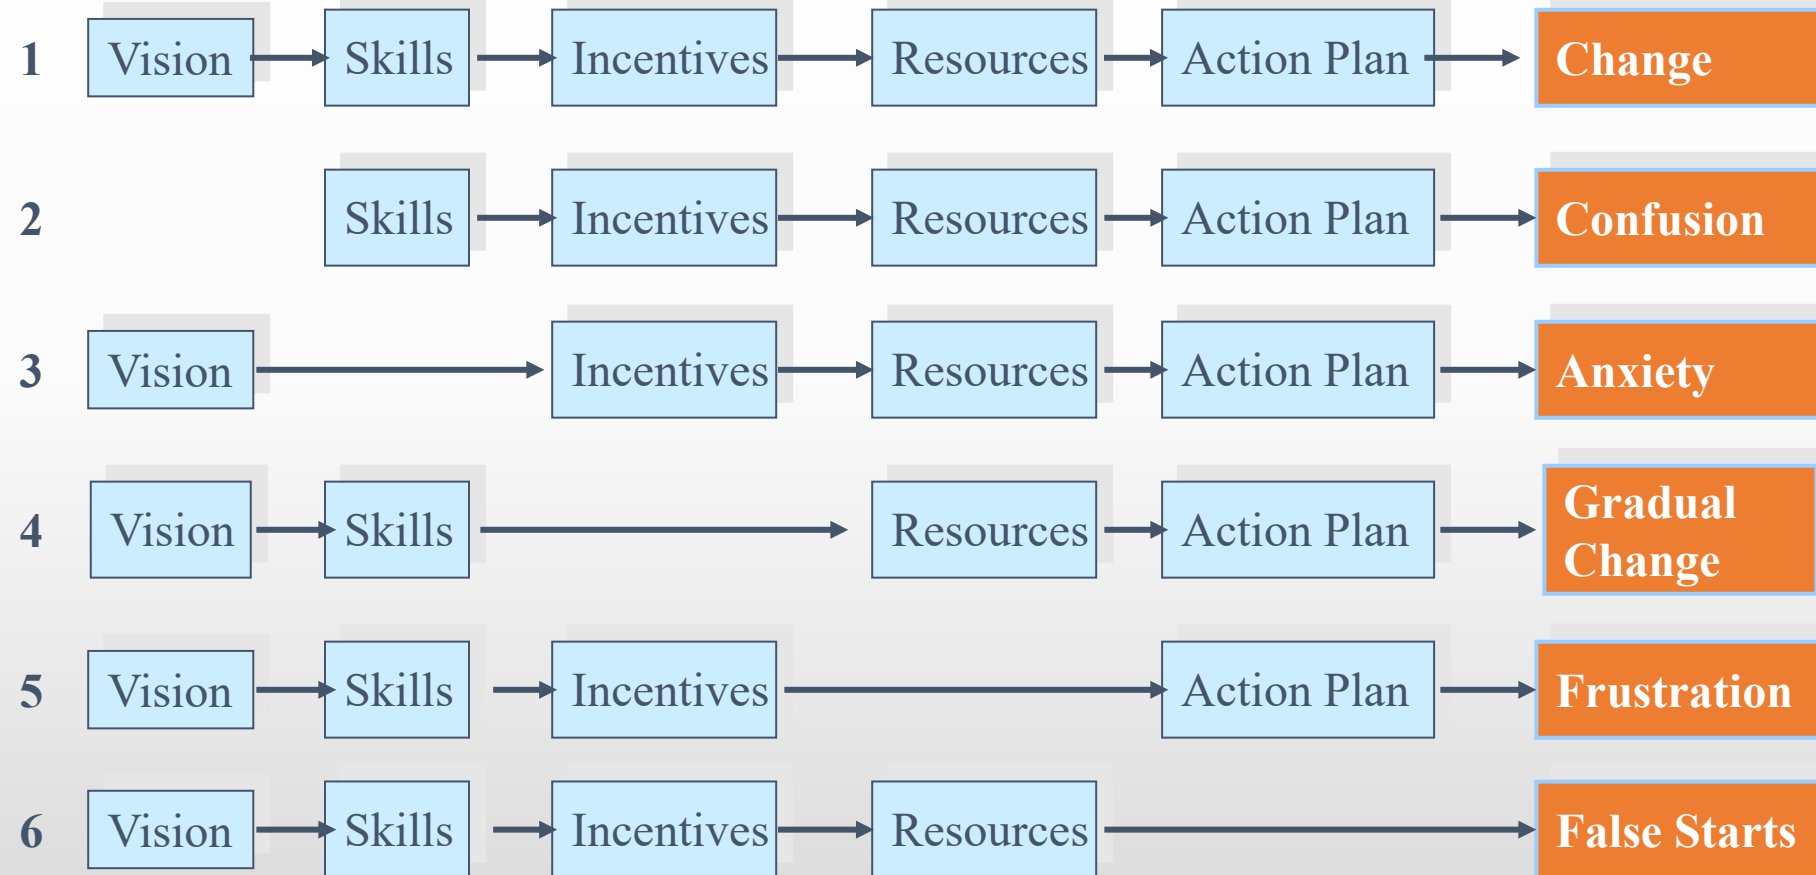 1 Vision Skills Incentives Resources Action Plan Change
2 Skills Incentives Resources Action Plan Confusion
3 Vision Incentives Resources Action Plan Anxiety
4 Vision Skills Resources Action Plan Gradual
Change
5 Vision Skills Incentives Action Plan Frustration
6 Vision Skills Incentives Resources False Starts